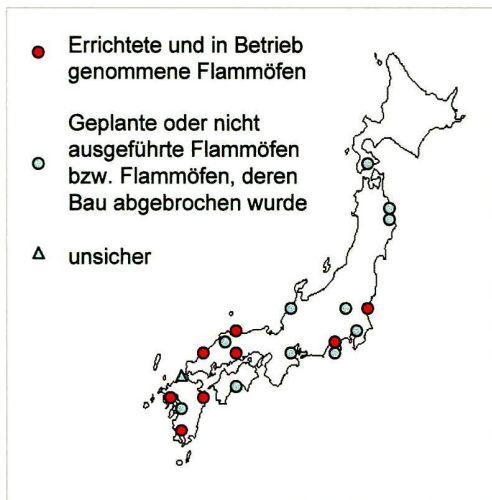 Errichtete und in Betrieb
genommene Flammöfen
Geplante oder nicht
ausgeführte Flammöfen
bzw. Flammöfen, deren
Bau abgebrochen wurde
unsicher